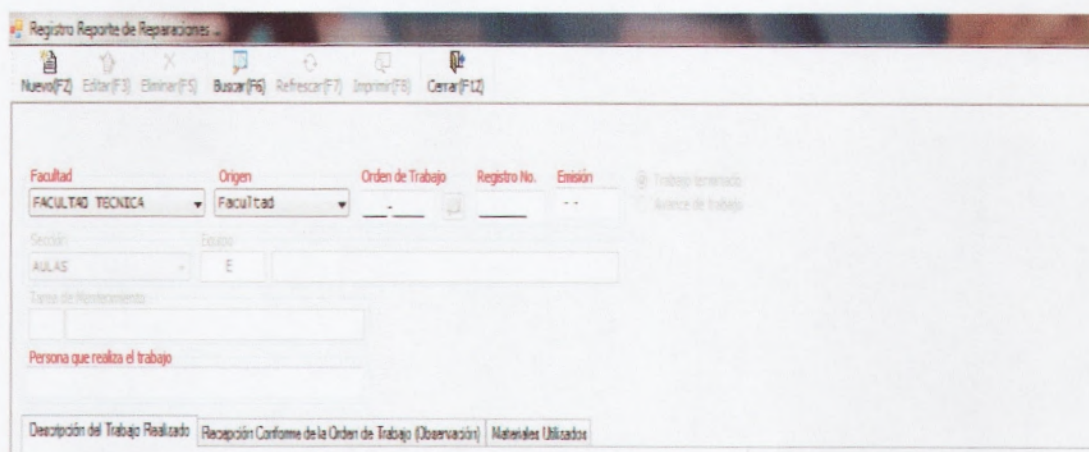 Registro Reporte de Reparaciones
Nuevo(F2) Editar(F3) Eliminar(F5) Buscar(F6) Refrescar(F7) Imprimir(F8) Cerrar(F12)
Facultad Origen Orden de Trabajo Registro No. Emisión
FACULTAD TECNICA Facultad - - -
Trabajo terminado
Avance de trabajo
Sección Equipo
AULAS E
Tarea de Mantenimiento
Persona que realiza el trabajo
Descripción del Trabajo Realizado Recepción Conforme de la Orden de Trabajo (Observación) Materiales Utilizados